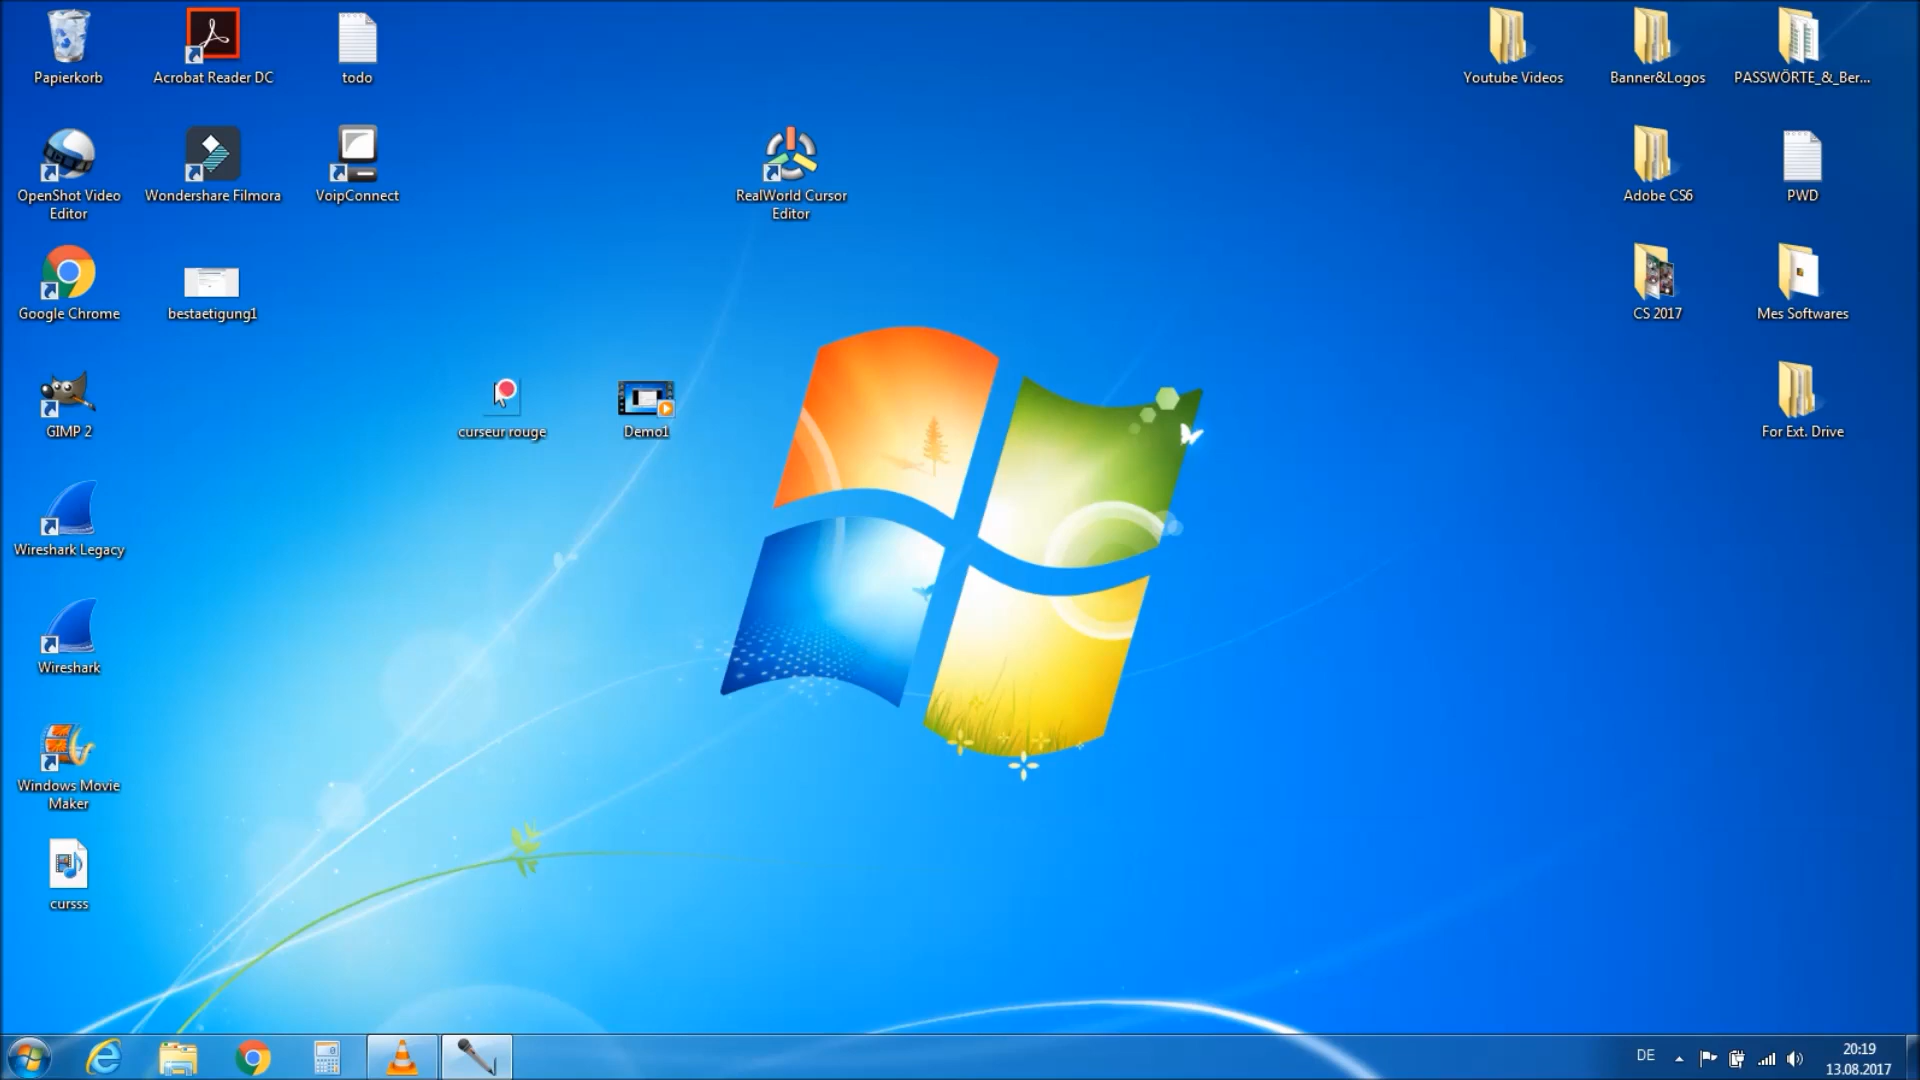 Papierkorb
Acrobat Reader DC
todo
Youtube Videos
Banner&Logos
PASSWÖRTE_&_Ber...
OpenShot Video
Editor
Wondershare Filmora
VoipConnect
RealWorld Cursor
Editor
Adobe CS6
PWD
Google Chrome
bestaetigung1
CS 2017
Mes Softwares
GIMP 2
curseur rouge
Demo1
For Ext. Drive
Wireshark Legacy
Wireshark
Windows Movie
Maker
cursss
DE
20:19
13.08.2017